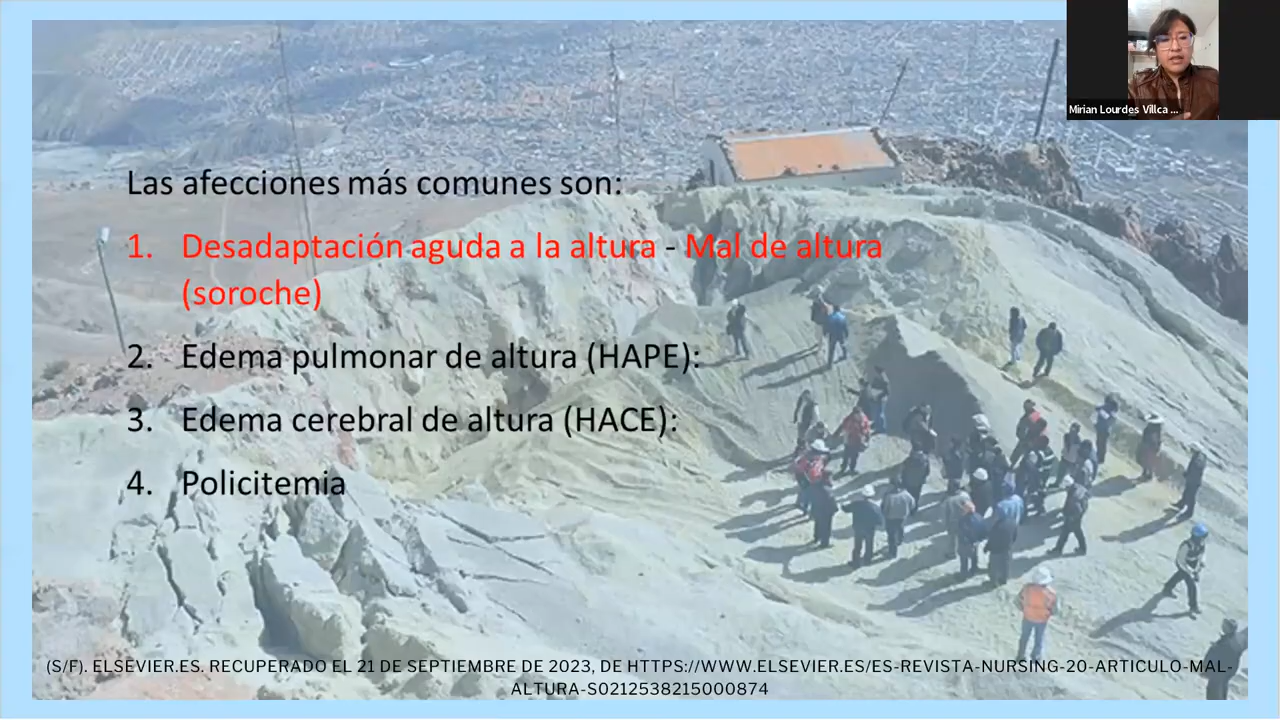 Mirian Lourdes Villca ...
Las afecciones más comunes son:
1. Desadaptación aguda a la altura - Mal de altura
(soroche)
2. Edema pulmonar de altura (HAPE):
3. Edema cerebral de altura (HACE):
4. Policitemia
(S/F). ELSEVIER.ES. RECUPERADO EL 21 DE SEPTIEMBRE DE 2023, DE HTTPS://WWW.ELSEVIER.ES/ES-REVISTA-NURSING-20-ARTICULO-MAL-
ALTURA-S0212538215000874